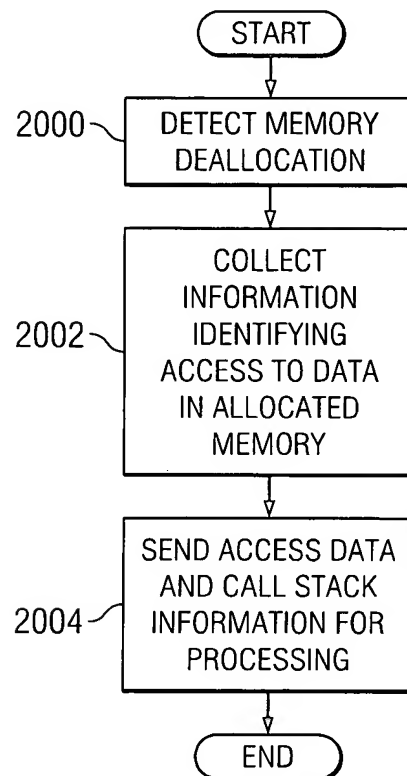 START
2000
DETECT MEMORY
DEALLOCATION
2002
COLLECT
INFORMATION
IDENTIFYING
ACCESS TO DATA
IN ALLOCATED
MEMORY
2004
SEND ACCESS DATA
AND CALL STACK
INFORMATION FOR
PROCESSING
END